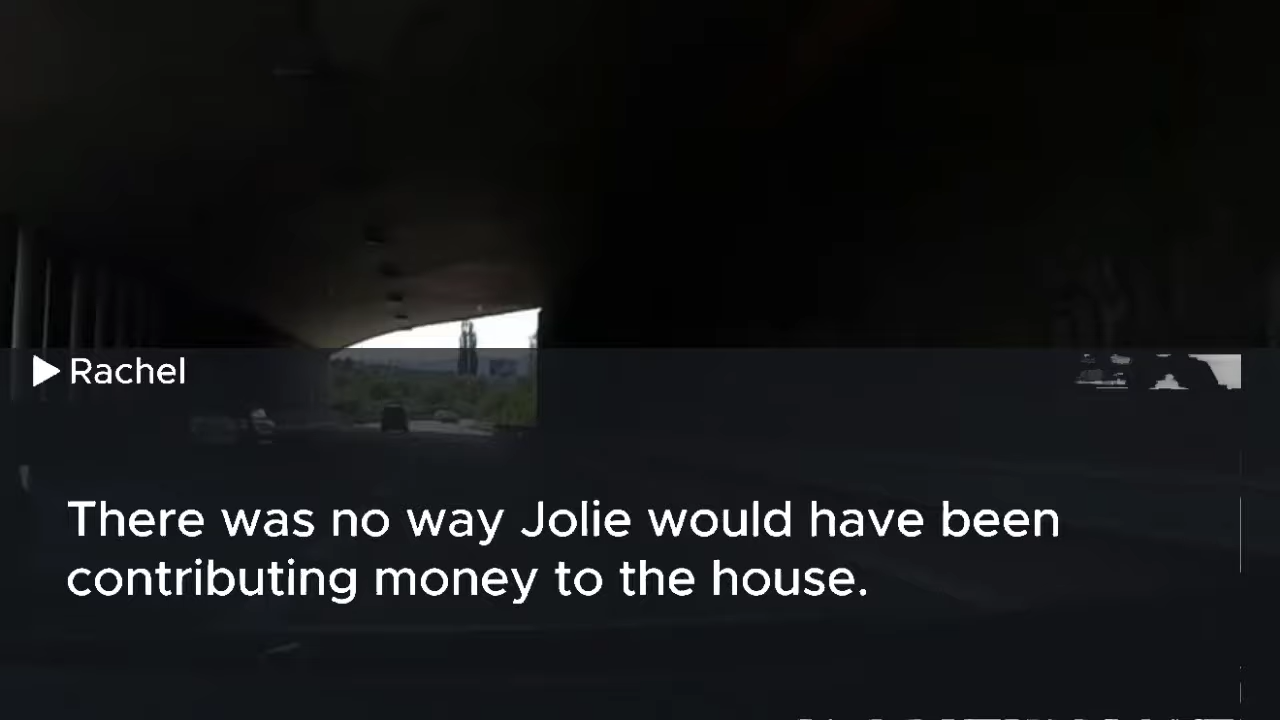 Rachel
There was no way Jolie would have been
contributing money to the house.